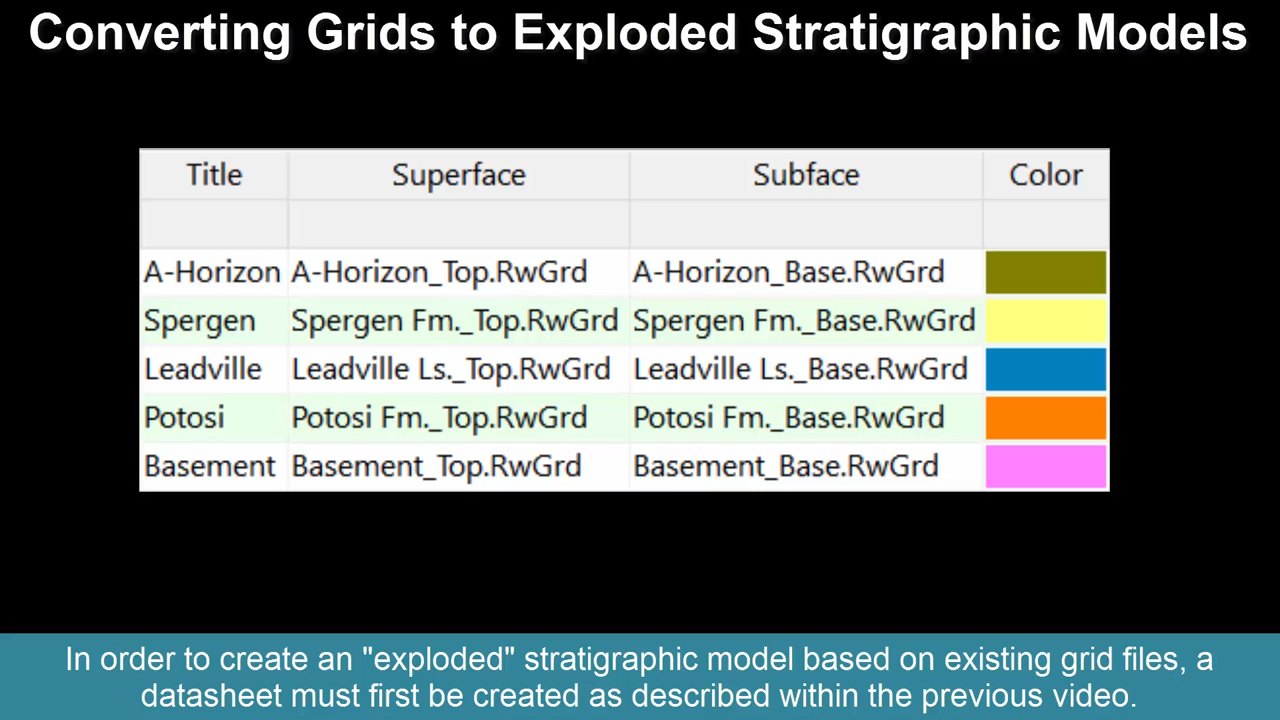 Converting Grids to Exploded Stratigraphic Models
Title Superface Subface Color
A-Horizon A-Horizon_Top.RwGrd A-Horizon_Base.RwGrd
Spergen Spergen Fm._Top.RwGrd Spergen Fm._Base.RwGrd
Leadville Leadville Ls._Top.RwGrd Leadville Ls._Base.RwGrd
Potosi Potosi Fm._Top.RwGrd Potosi Fm._Base.RwGrd
Basement Basement_Top.RwGrd Basement_Base.RwGrd
In order to create an "exploded" stratigraphic model based on existing grid files, a
datasheet must first be created as described within the previous video.